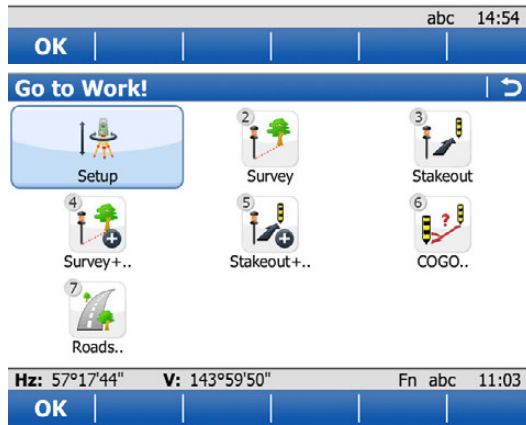 abc 14:54
OK
Go to Work!
2 3
Setup Survey Stakeout
4 5 6
?
Survey+.. Stakeout+.. COGO..
7
Roads..
Hz: 57°17'44" V: 143°59'50" Fn abc 11:03
OK